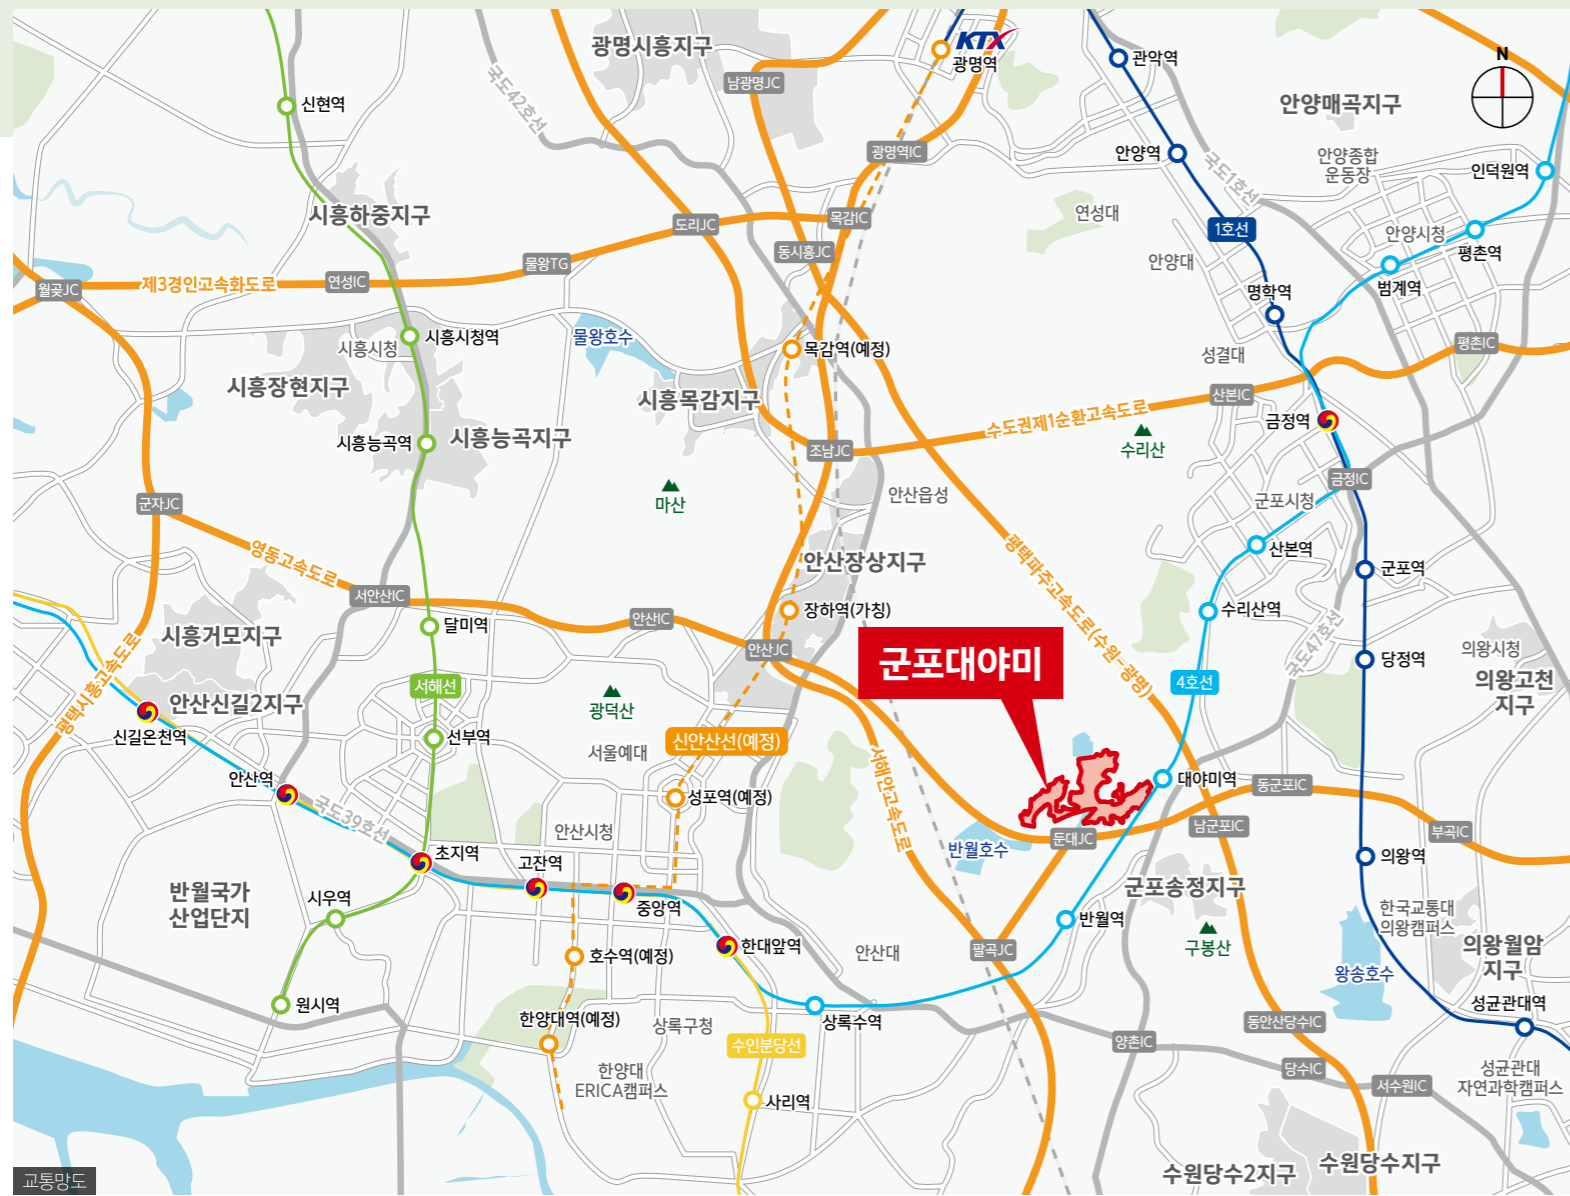 광명시흥지구
KTX
광명역
관악역
N
신현역
국도42호선
남광명JC
안양매곡지구
광명역IC
안양역
국도1호선
안양종합
운동장
인덕원역
시흥하중지구
도리JC
목감IC
연성대
1호선
안양시청
평촌역
동시흥JC
물왕TG
안양대
범계역
월곶JC
제3경인고속화도로
연성IC
명학역
시흥시청
시흥시청역
물왕호수
목감역(예정)
성결대
평촌IC
시흥장현지구
시흥목감지구
산본IC
수도권제1순환고속도로
금정역
시흥능곡역
시흥능곡지구
조남JC
수리산
마산
안산읍성
금정IC
군포시청
군자JC
영동고속도로
산본역
평택파주고속도로(수원-광명)
안산장상지구
군포역
서안산IC
안산IC
장하역(가칭)
수리산역
시흥거모지구
달미역
안산JC
군포대야미
국도47호선
당정역
의왕시청
평택시흥고속도로
서해선
4호선
의왕고천
지구
안산신길2지구
광덕산
신길온천역
선부역
서울예대
신안산선(예정)
서해안고속도로
안산역
성포역(예정)
대야미역
동군포IC
국도39호선
안산시청
남군포IC
둔대JC
부곡IC
반월호수
초지역
고잔역
의왕역
반월국가
산업단지
시우역
중앙역
군포송정지구
한국교통대
의왕캠퍼스
반월역
한대앞역
안산대
팔곡JC
구봉산
의왕월암
지구
호수역(예정)
왕송호수
원시역
성균관대역
한양대역(예정)
상록구청
상록수역
동안산당수IC
수인분당선
양촌IC
한양대
ERICA캠퍼스
당수IC
서수원IC
성균관대
자연과학캠퍼스
사리역
수원당수2지구
수원당수지구
교통망도